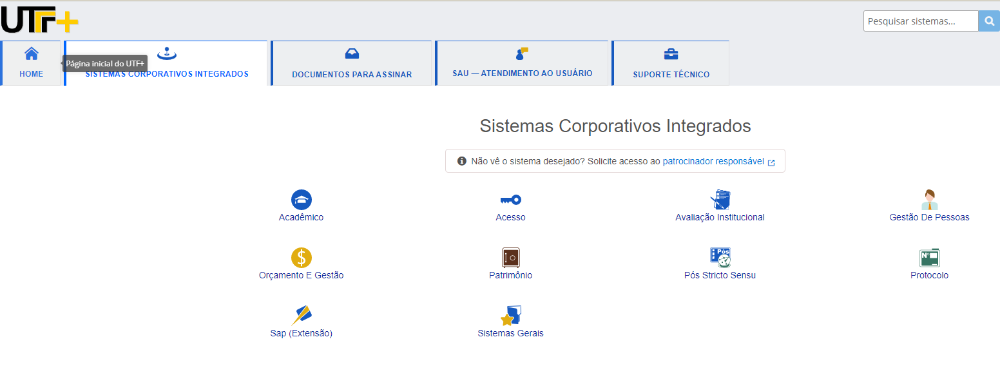 UTF+
Pesquisar sistemas...
HOME
Página inicial do UTF+
SISTEMAS CORPORATIVOS INTEGRADOS
DOCUMENTOS PARA ASSINAR
SAU — ATENDIMENTO AO USUÁRIO
SUPORTE TÉCNICO
Sistemas Corporativos Integrados
Não vê o sistema desejado? Solicite acesso ao patrocinador responsável
Acadêmico
Acesso
Avaliação Institucional
Gestão De Pessoas
Orçamento E Gestão
Patrimônio
Pós
Pós Stricto Sensu
Nº
Protocolo
Sap (Extensão)
Sistemas Gerais